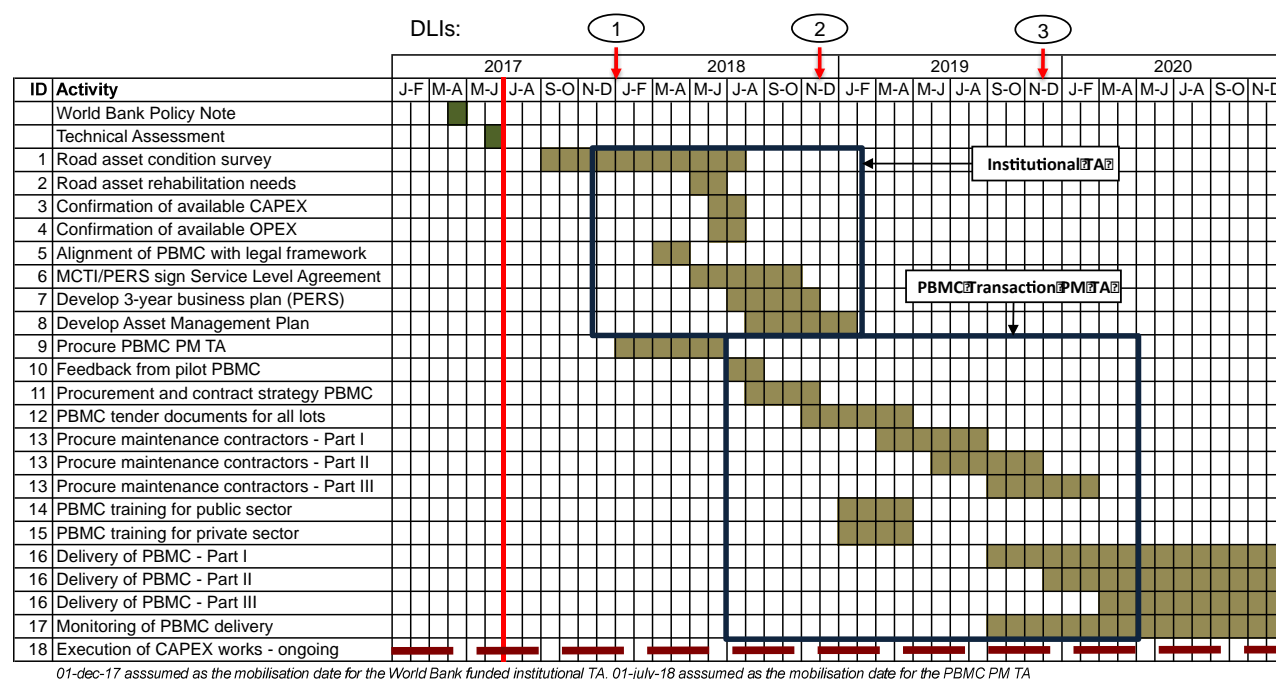 DLIs:
1 2 3
2017 2018 2019 2020
ID Activity J-F M-A M-J J-A S-O N-D J-F M-A M-J J-A S-O N-D J-F M-A M-J J-A S-O N-D J-F M-A M-J J-A S-O N-D
World Bank Policy Note
Technical Assessment
1 Road asset condition survey
Institutional TA
2 Road asset rehabilitation needs
3 Confirmation of available CAPEX
4 Confirmation of available OPEX
5 Alignment of PBMC with legal framework
6 MCTI/PERS sign Service Level Agreement
PBMC Transaction PM TA
7 Develop 3-year business plan (PERS)
8 Develop Asset Management Plan
9 Procure PBMC PM TA
10 Feedback from pilot PBMC
11 Procurement and contract strategy PBMC
12 PBMC tender documents for all lots
13 Procure maintenance contractors - Part I
13 Procure maintenance contractors - Part II
13 Procure maintenance contractors - Part III
14 PBMC training for public sector
15 PBMC training for private sector
16 Delivery of PBMC - Part I
16 Delivery of PBMC - Part II
16 Delivery of PBMC - Part III
17 Monitoring of PBMC delivery
18 Execution of CAPEX works - ongoing
01-dec-17 asssumed as the mobilisation date for the World Bank funded institutional TA. 01-july-18 asssumed as the mobilisation date for the PBMC PM TA